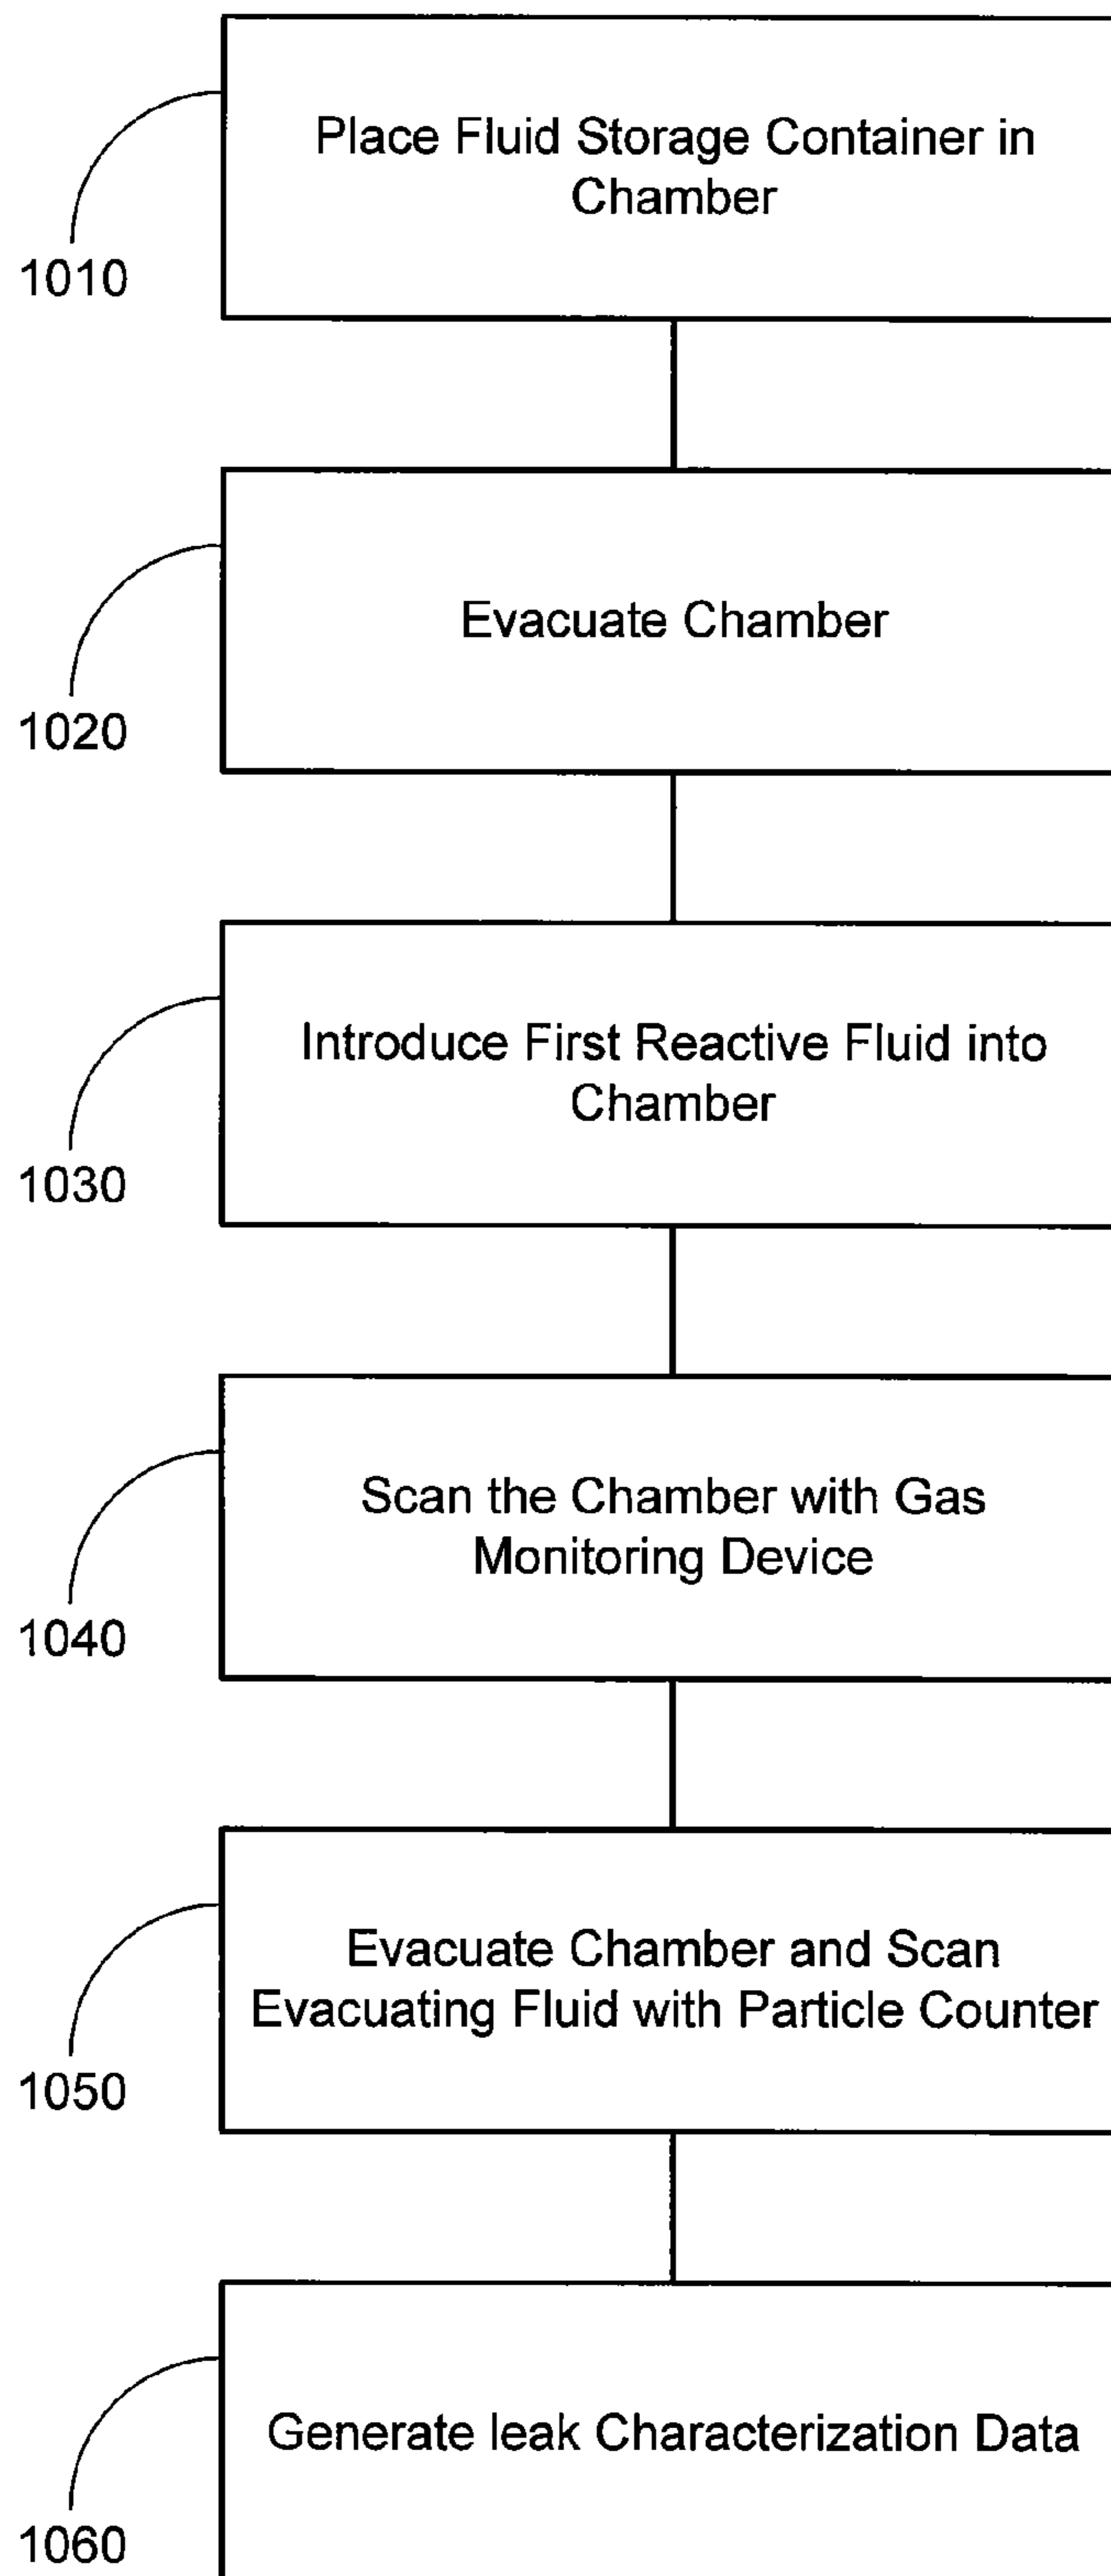 Place Fluid Storage Container in
Chamber
1010
Evacuate Chamber
1020
Introduce First Reactive Fluid into
Chamber
1030
Scan the Chamber with Gas
Monitoring Device
1040
Evacuate Chamber and Scan
Evacuating Fluid with Particle Counter
1050
Generate leak Characterization Data
1060